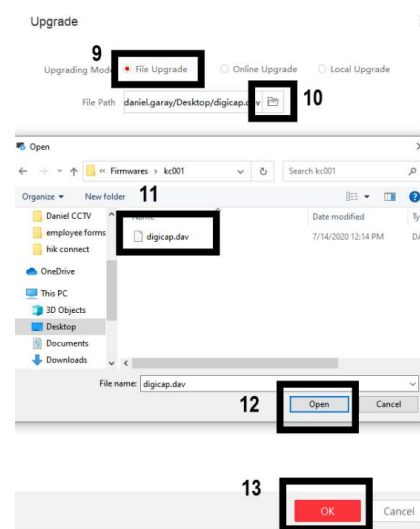 Upgrade
9
Upgrading Mode File Upgrade Online Upgrade Local Upgrade
File Path daniel.garay/Desktop/digicap.dav 10
Open
« Firmwares › kc001 Search kc001
Organize New folder 11
Daniel CCTV Name Date modified Ty
employee forms digicap.dav 7/14/2020 12:14 PM DA
hik connect
OneDrive
This PC
3D Objects
Desktop
Documents
Downloads
File name: digicap.dav
12 Open Cancel
13
OK Cancel